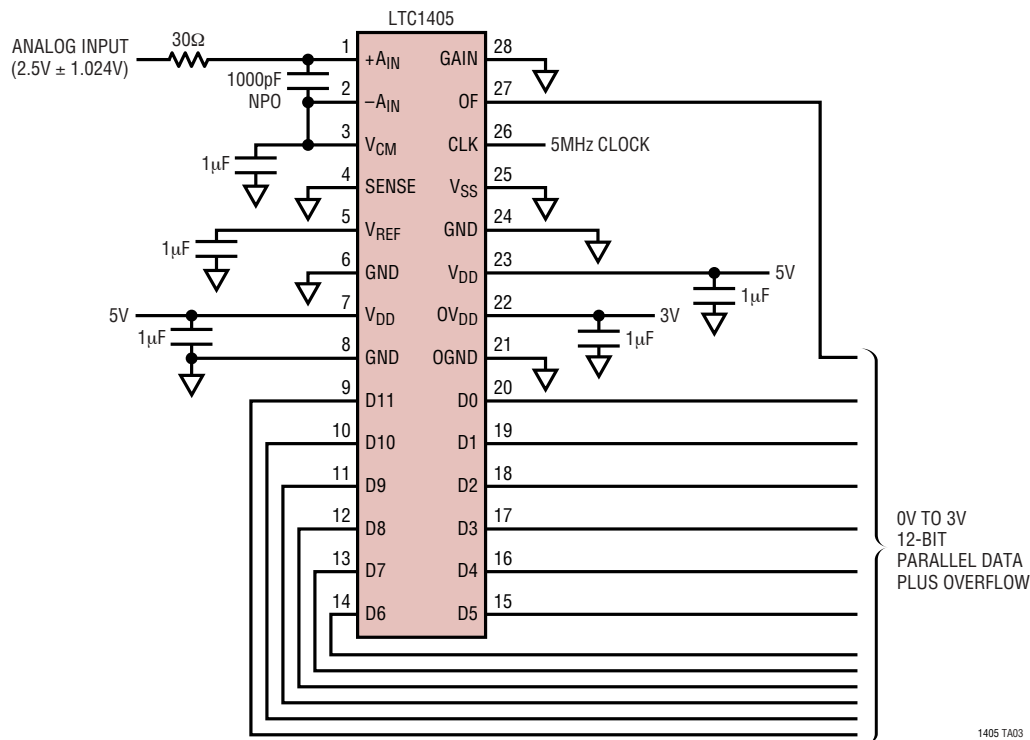 LTC1405
ANALOG INPUT
(2.5V ± 1.024V)
30Ω
1000pF
NPO
1µF
1µF
5V
1µF
1 +AIN
2 –AIN
3 VCM
4 SENSE
5 VREF
6 GND
7 VDD
8 GND
9 D11
10 D10
11 D9
12 D8
13 D7
14 D6
GAIN 28
OF 27
CLK 26
VSS 25
GND 24
VDD 23
OVDD 22
OGND 21
D0 20
D1 19
D2 18
D3 17
D4 16
D5 15
5MHz CLOCK
5V
1µF
3V
1µF
0V TO 3V
12-BIT
PARALLEL DATA
PLUS OVERFLOW
1405 TA03